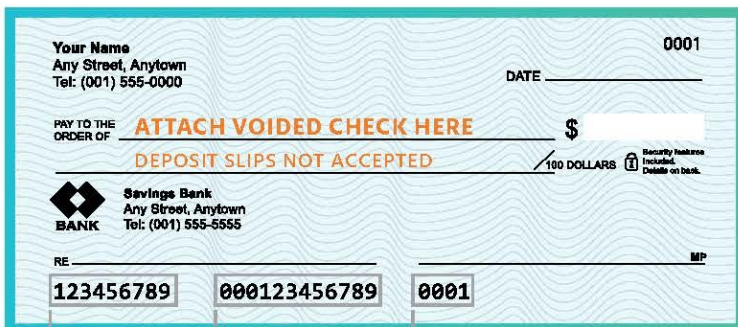 Your Name
0001
Any Street, Anytown
Tel: (001) 555-0000
DATE
PAY TO THE
ORDER OF
ATTACH VOIDED CHECK HERE
$
DEPOSIT SLIPS NOT ACCEPTED
/100 DOLLARS
Security features
Included.
Details on back.
Savings Bank
Any Street, Anytown
BANK
Tel: (001) 555-5555
RE
MP
123456789
000123456789
0001